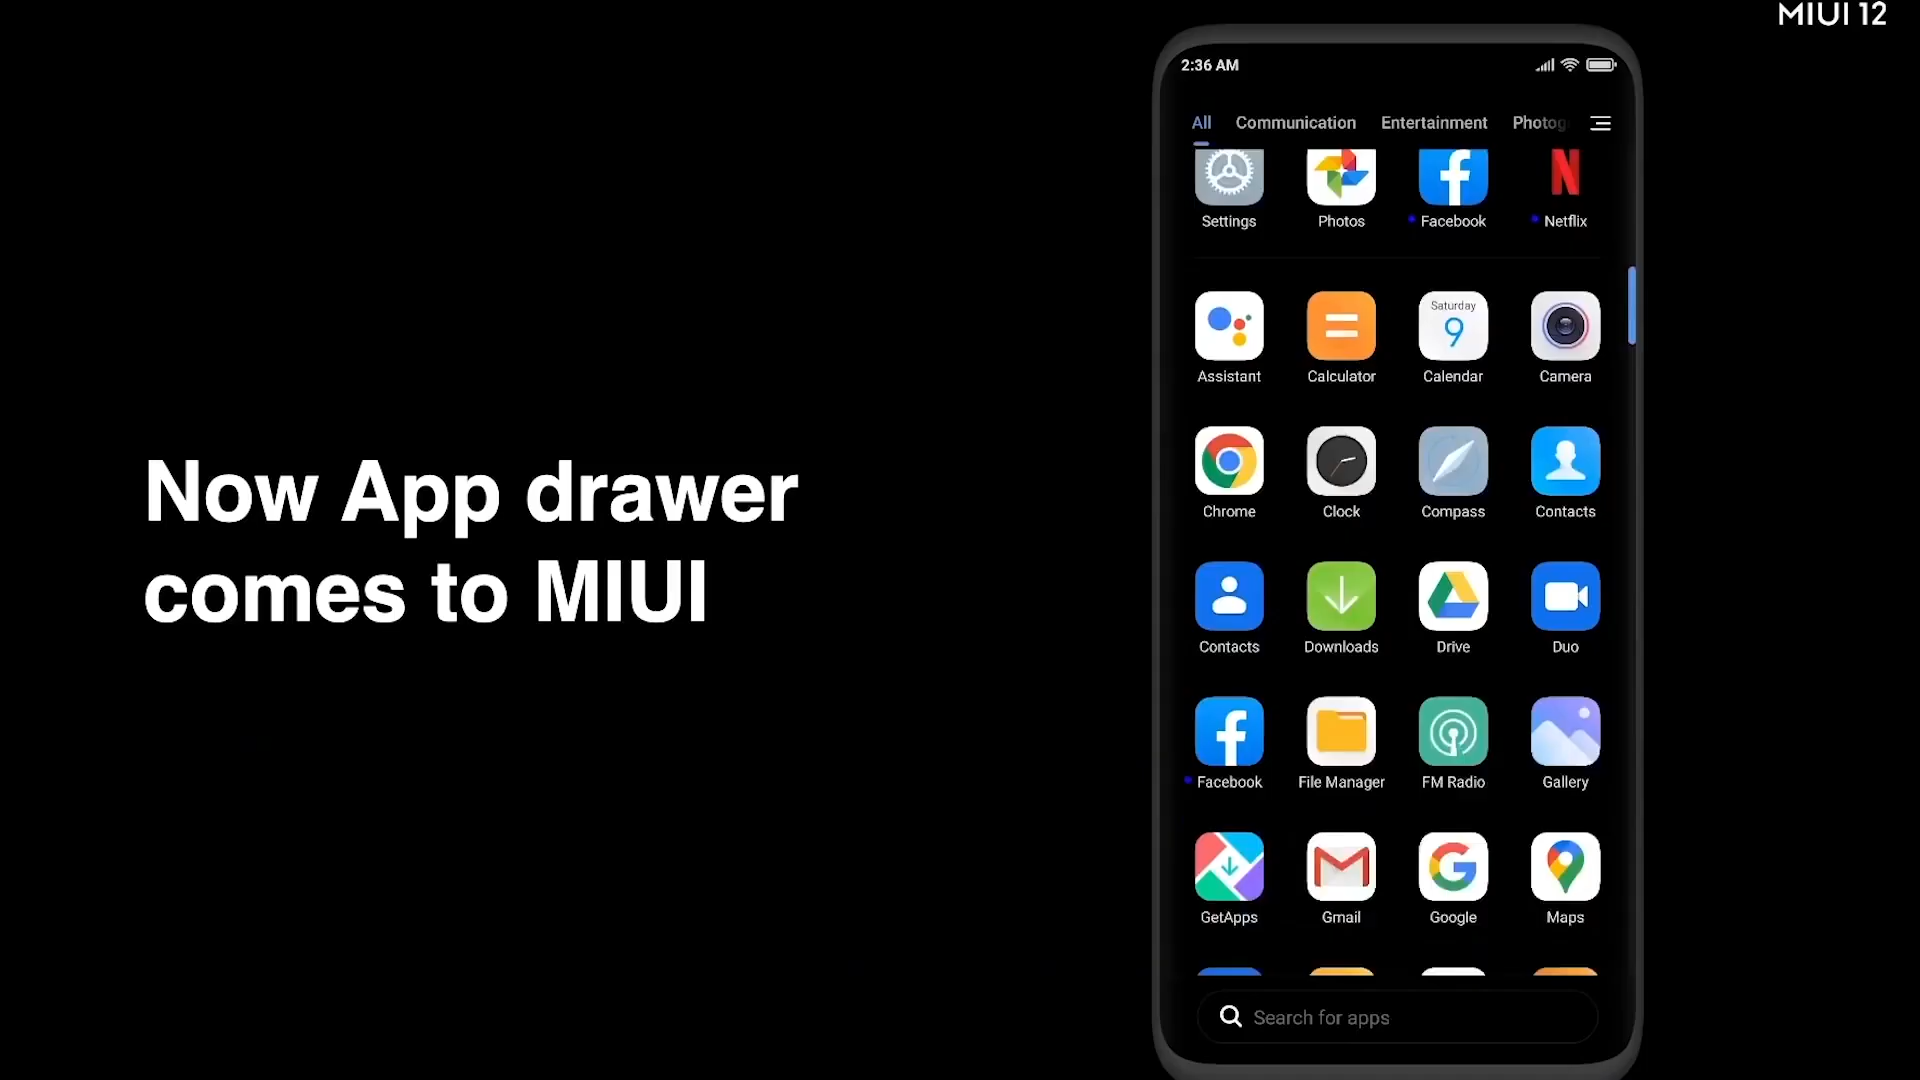 MIUI 12
Now App drawer
comes to MIUI
2:36 AM
All Communication Entertainment Photog
Settings Photos Facebook Netflix
Saturday
9
Assistant Calculator Calendar Camera
Chrome Clock Compass Contacts
Contacts Downloads Drive Duo
Facebook File Manager FM Radio Gallery
GetApps Gmail Google Maps
Search for apps